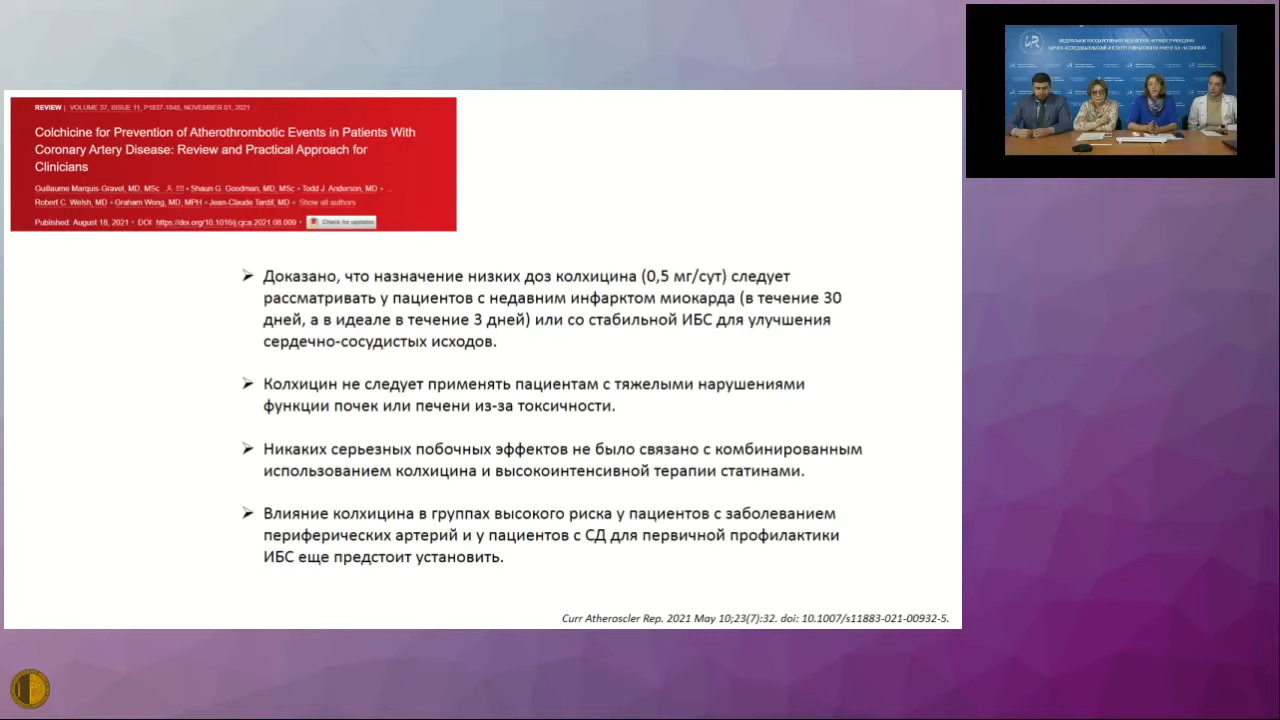 REVIEW | VOLUME 37, ISSUE 11, P1837-1845, NOVEMBER 01, 2021
Colchicine for Prevention of Atherothrombotic Events in Patients With
Coronary Artery Disease: Review and Practical Approach for
Clinicians
Guillaume Marquis-Gravel, MD, MSc • Shaun G. Goodman, MD, MSc • Todd J. Anderson, MD • ...
Robert C. Welsh, MD • Graham Wong, MD, MPH • Jean-Claude Tardif, MD • Show all authors
Published: August 18, 2021 • DOI: https://doi.org/10.1016/j.cjca.2021.08.009 • Check for updates
➢ Доказано, что назначение низких доз колхицина (0,5 мг/сут) следует
рассматривать у пациентов с недавним инфарктом миокарда (в течение 30
дней, а в идеале в течение 3 дней) или со стабильной ИБС для улучшения
сердечно-сосудистых исходов.
➢ Колхицин не следует применять пациентам с тяжелыми нарушениями
функции почек или печени из-за токсичности.
➢ Никаких серьезных побочных эффектов не было связано с комбинированным
использованием колхицина и высокоинтенсивной терапии статинами.
➢ Влияние колхицина в группах высокого риска у пациентов с заболеванием
периферических артерий и у пациентов с СД для первичной профилактики
ИБС еще предстоит установить.
Curr Atheroscler Rep. 2021 May 10;23(7):32. doi: 10.1007/s11883-021-00932-5.